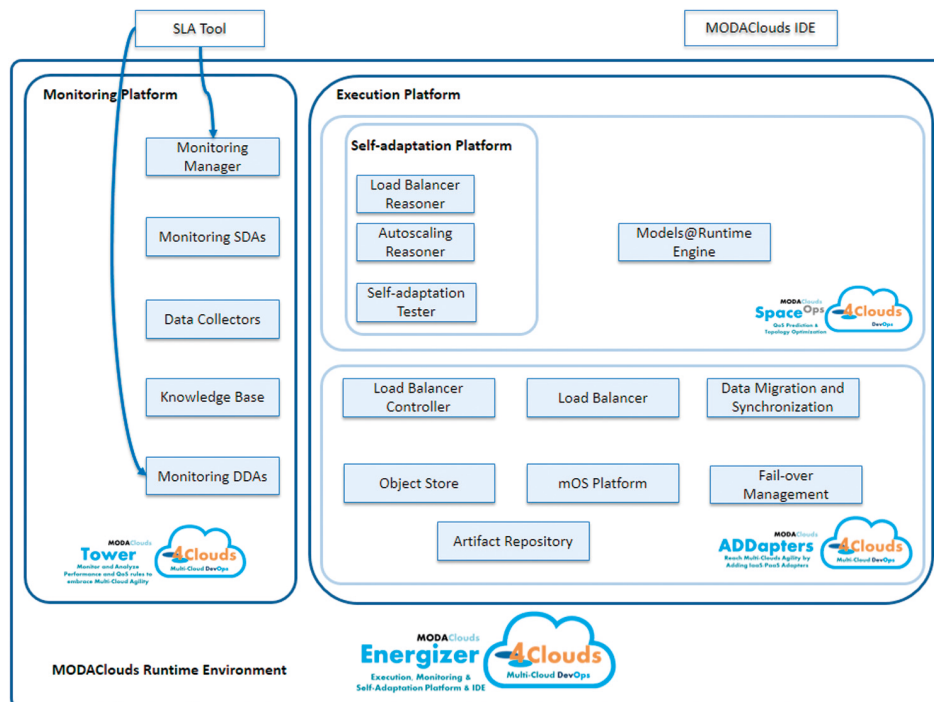 SLA Tool
MODAClouds IDE
Monitoring Platform
Monitoring
Manager
Monitoring SDAs
Data Collectors
Knowledge Base
Monitoring DDAs
MODAClouds
Tower
Monitor and Analyze
Performance and QoS rules to
embrace Multi-Cloud Agility
4Clouds
Multi-Cloud DevOps
Execution Platform
Self-adaptation Platform
Load Balancer
Reasoner
Autoscaling
Reasoner
Self-adaptation
Tester
Models@Runtime
Engine
MODAClouds
SpaceOps
QoS Prediction &
Topology Optimization
4Clouds
DevOps
Load Balancer
Controller
Load Balancer
Data Migration and
Synchronization
Object Store
mOS Platform
Fail-over
Management
Artifact Repository
MODAClouds
ADDapters
Reach Multi-Clouds Agility by
Adding IaaS-PaaS Adapters
4Clouds
Multi-Cloud DevOps
MODAClouds Runtime Environment
MODAClouds
Energizer
Execution, Monitoring &
Self-Adaptation Platform & IDE
4Clouds
Multi-Cloud DevOps